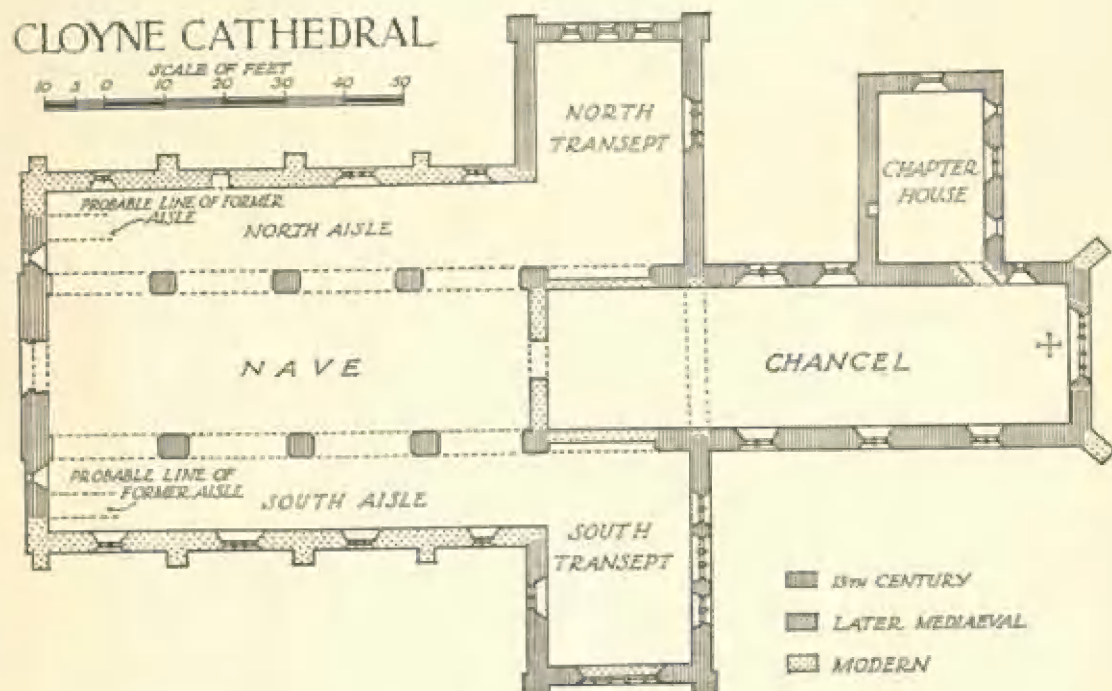 CLOYNE CATHEDRAL
SCALE OF FEET
10 5 0 10 20 30 40 50
NORTH
TRANSEPT
CHAPTER
HOUSE
PROBABLE LINE OF FORMER
AISLE
NORTH AISLE
NAVE
CHANCEL
PROBABLE LINE OF
FORMER AISLE
SOUTH AISLE
SOUTH
TRANSEPT
13TH CENTURY
LATER MEDIAEVAL
MODERN